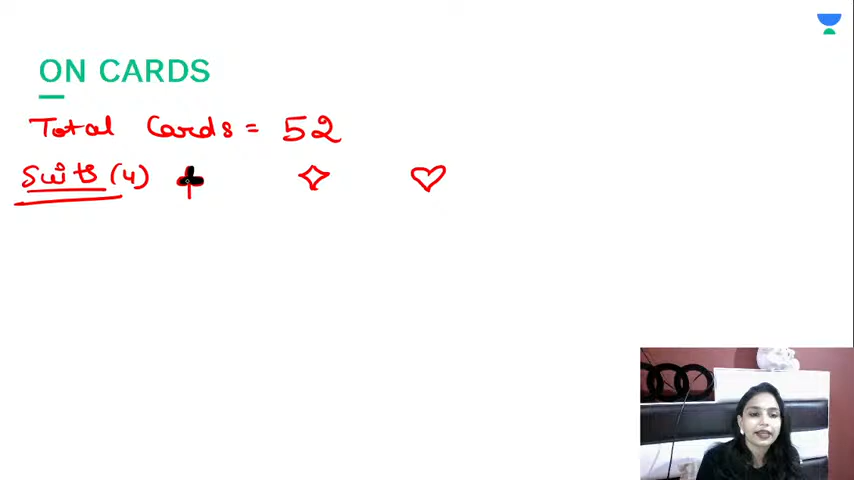 ON CARDS
Total Cards = 52
Suits (4)